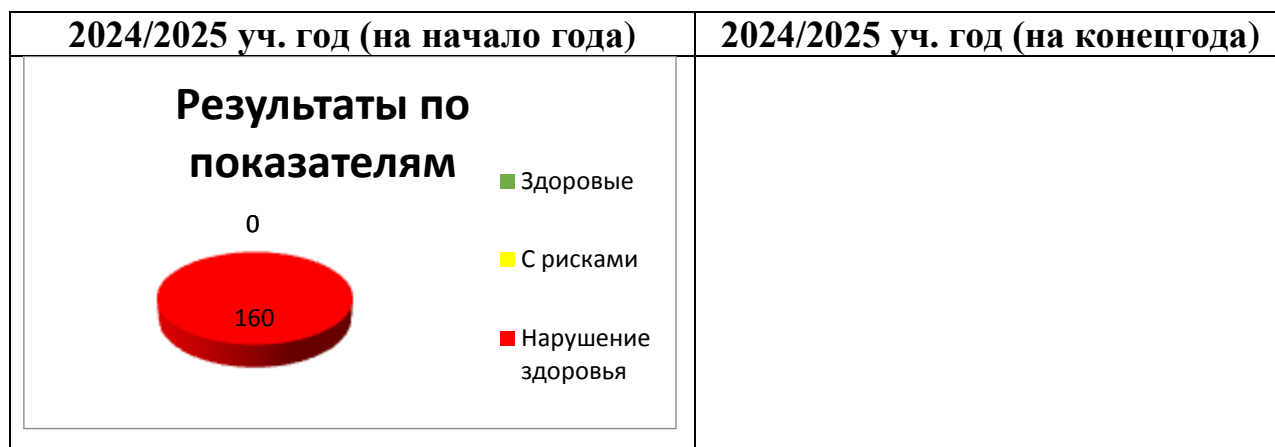 2024/2025 уч. год (на начало года)
2024/2025 уч. год (на конецгода)
Результаты по
показателям
0
160
Здоровые
С рисками
Нарушение
здоровья